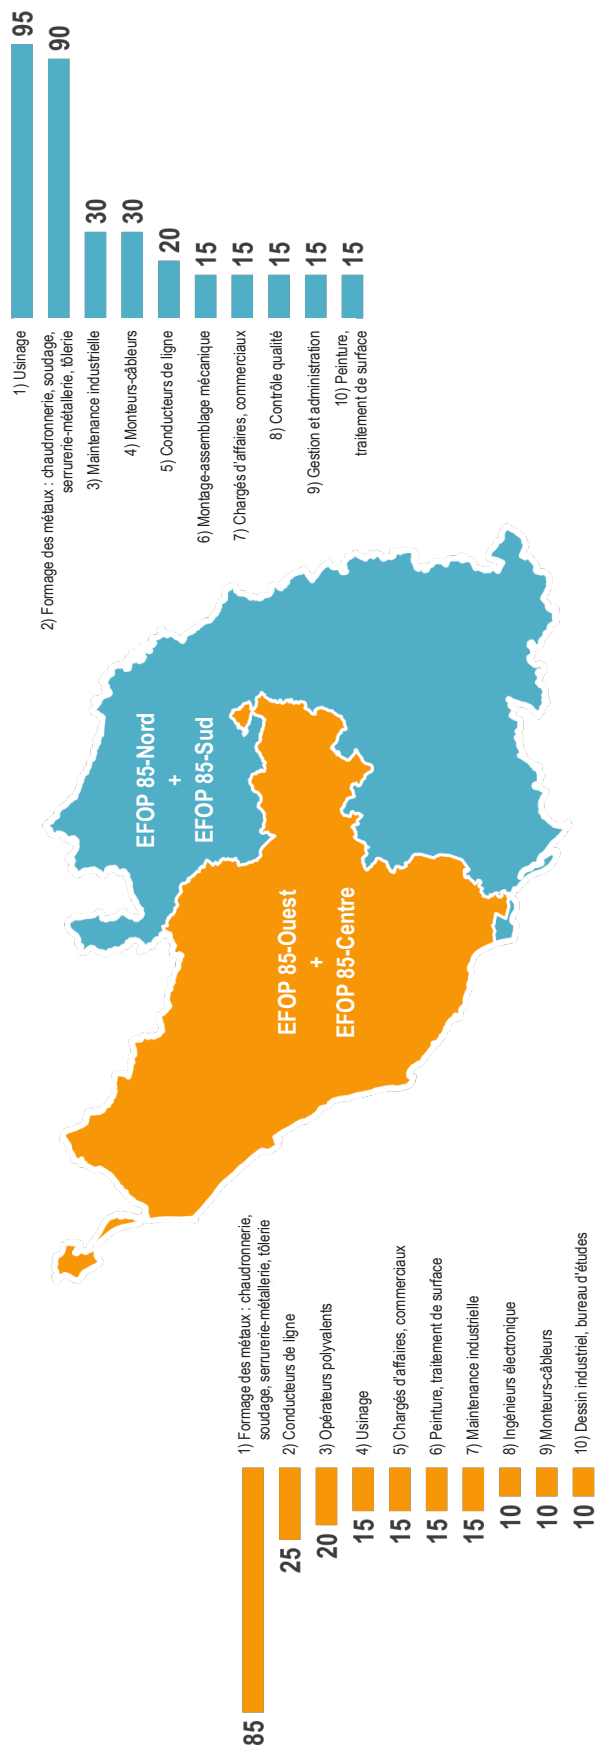 85
1) Formage des métaux : chaudronnerie,
soudage, serrurerie-métallerie, tôlerie
25
2) Conducteurs de ligne
20
3) Opérateurs polyvalents
15
4) Usinage
15
5) Chargés d'affaires, commerciaux
15
6) Peinture, traitement de surface
15
7) Maintenance industrielle
10
8) Ingénieurs électronique
10
9) Monteurs-câbleurs
10
10) Dessin industriel, bureau d'études
EFOP 85-Ouest
+
EFOP 85-Centre
EFOP 85-Nord
+
EFOP 85-Sud
1) Usinage
95
2) Formage des métaux : chaudronnerie, soudage,
serrurerie-métallerie, tôlerie
90
3) Maintenance industrielle
30
4) Monteurs-câbleurs
30
5) Conducteurs de ligne
20
6) Montage-assemblage mécanique
15
7) Chargés d'affaires, commerciaux
15
8) Contrôle qualité
15
9) Gestion et administration
15
10) Peinture,
traitement de surface
15